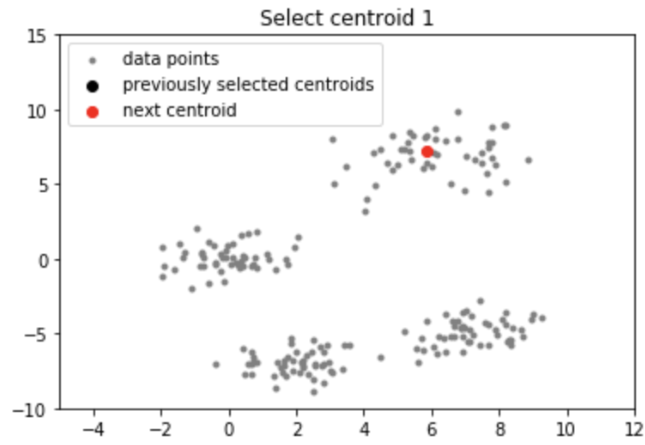 Select centroid 1
15
data points
previously selected centroids
next centroid
10
5
0
−5
−10
−4 −2 0 2 4 6 8 10 12